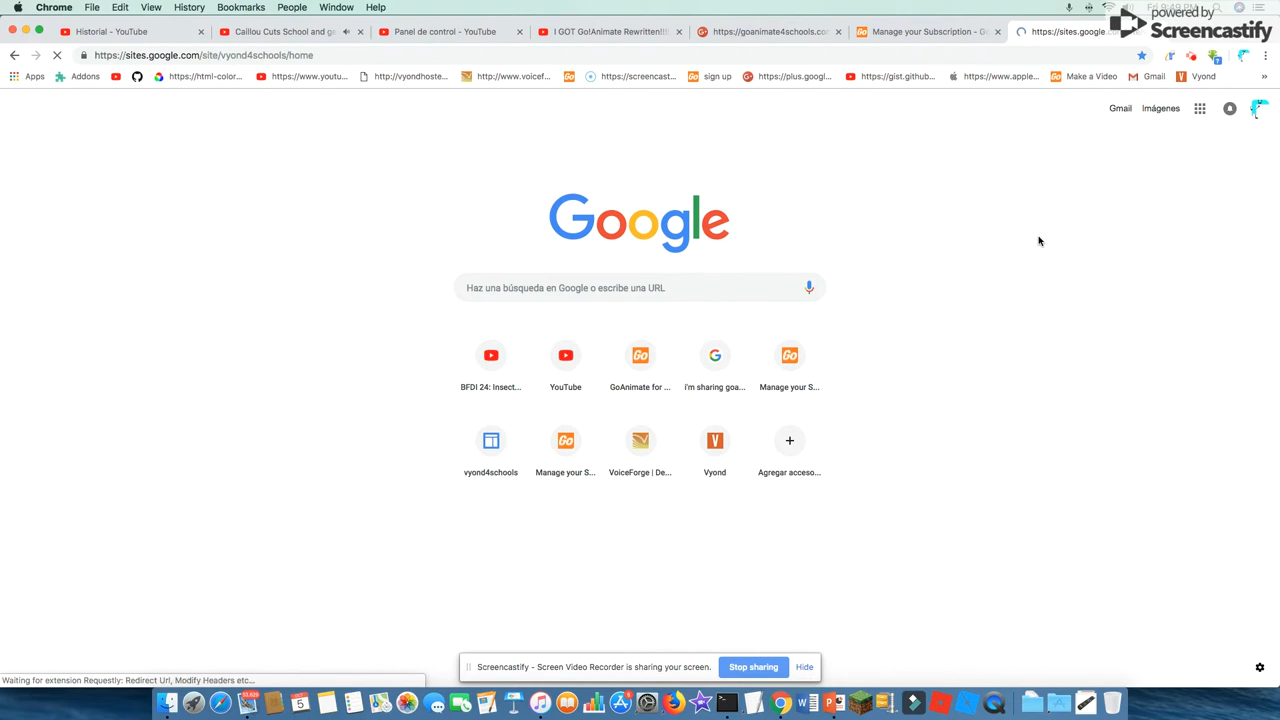 Chrome File Edit View History Bookmarks People Window Help
powered by
Screencastify
Historial - YouTube
Caillou Cuts School and ge
Panel de control - YouTube
I GOT Go!Animate Rewritten!!!
https://goanimate4schools.com
Manage your Subscription - G
https://sites.google.co
https://sites.google.com/site/vyond4schools/home
Apps Addons https://html-color... https://www.youtu... http://vyondhoste... http://www.voicef... https://screencast... sign up https://plus.googl... https://gist.github... https://www.apple... Make a Video Gmail Vyond »
Gmail Imágenes
Google
Haz una búsqueda en Google o escribe una URL
BFDI 24: Insect... YouTube GoAnimate for ... i'm sharing goa... Manage your S...
vyond4schools Manage your S... VoiceForge | De... Vyond Agregar acceso...
Screencastify - Screen Video Recorder is sharing your screen. Stop sharing Hide
Waiting for extension Requestly: Redirect Url, Modify Headers etc...